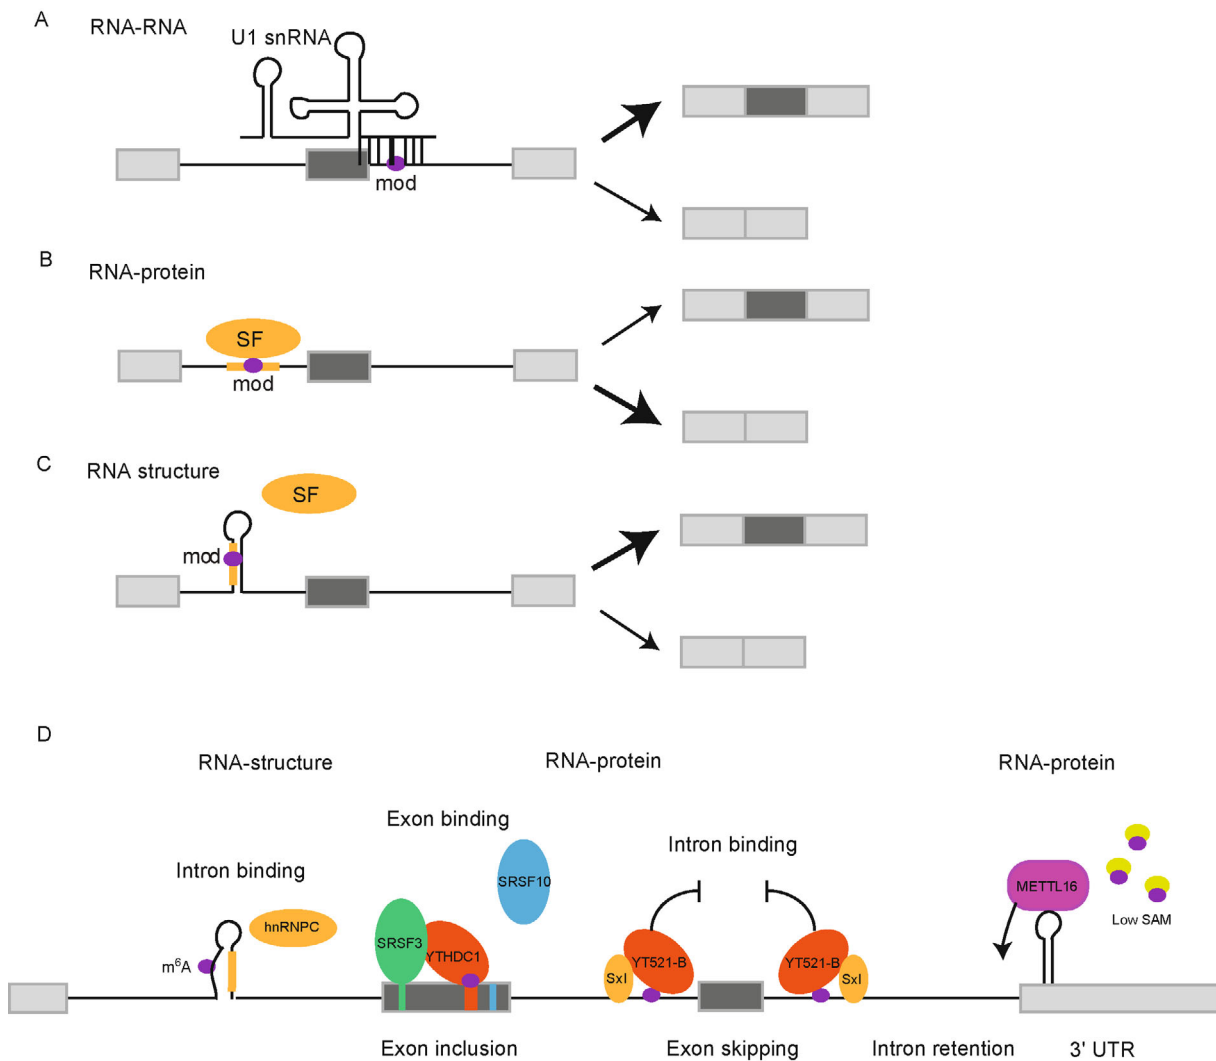 A
RNA-RNA
U1 snRNA
mod
B
RNA-protein
SF
mod
C
RNA structure
SF
mod
D
RNA-structure
RNA-protein
RNA-protein
Exon binding
Intron binding
Intron binding
SRSF10
METTL16
Low SAM
hnRNPC
SRSF3
YTHDC1
YT521-B
YT521-B
m⁶A
SxI
SxI
Exon inclusion
Exon skipping
Intron retention
3' UTR